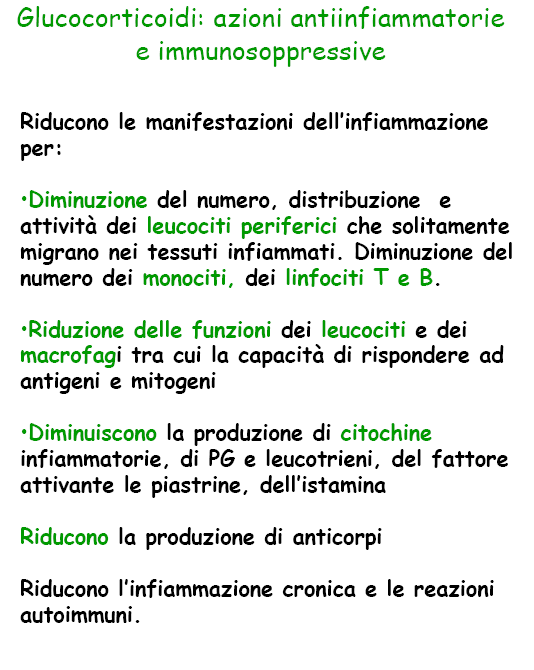 Glucocorticoidi: azioni antiinfiammatorie
e immunosoppressive
Riducono le manifestazioni dell'infiammazione
per:
•Diminuzione del numero, distribuzione e
attività dei leucociti periferici che solitamente
migrano nei tessuti infiammati. Diminuzione del
numero dei monociti, dei linfociti T e B.
•Riduzione delle funzioni dei leucociti e dei
macrofagi tra cui la capacità di rispondere ad
antigeni e mitogeni
•Diminuiscono la produzione di citochine
infiammatorie, di PG e leucotrieni, del fattore
attivante le piastrine, dell'istamina
Riducono la produzione di anticorpi
Riducono l'infiammazione cronica e le reazioni
autoimmuni.